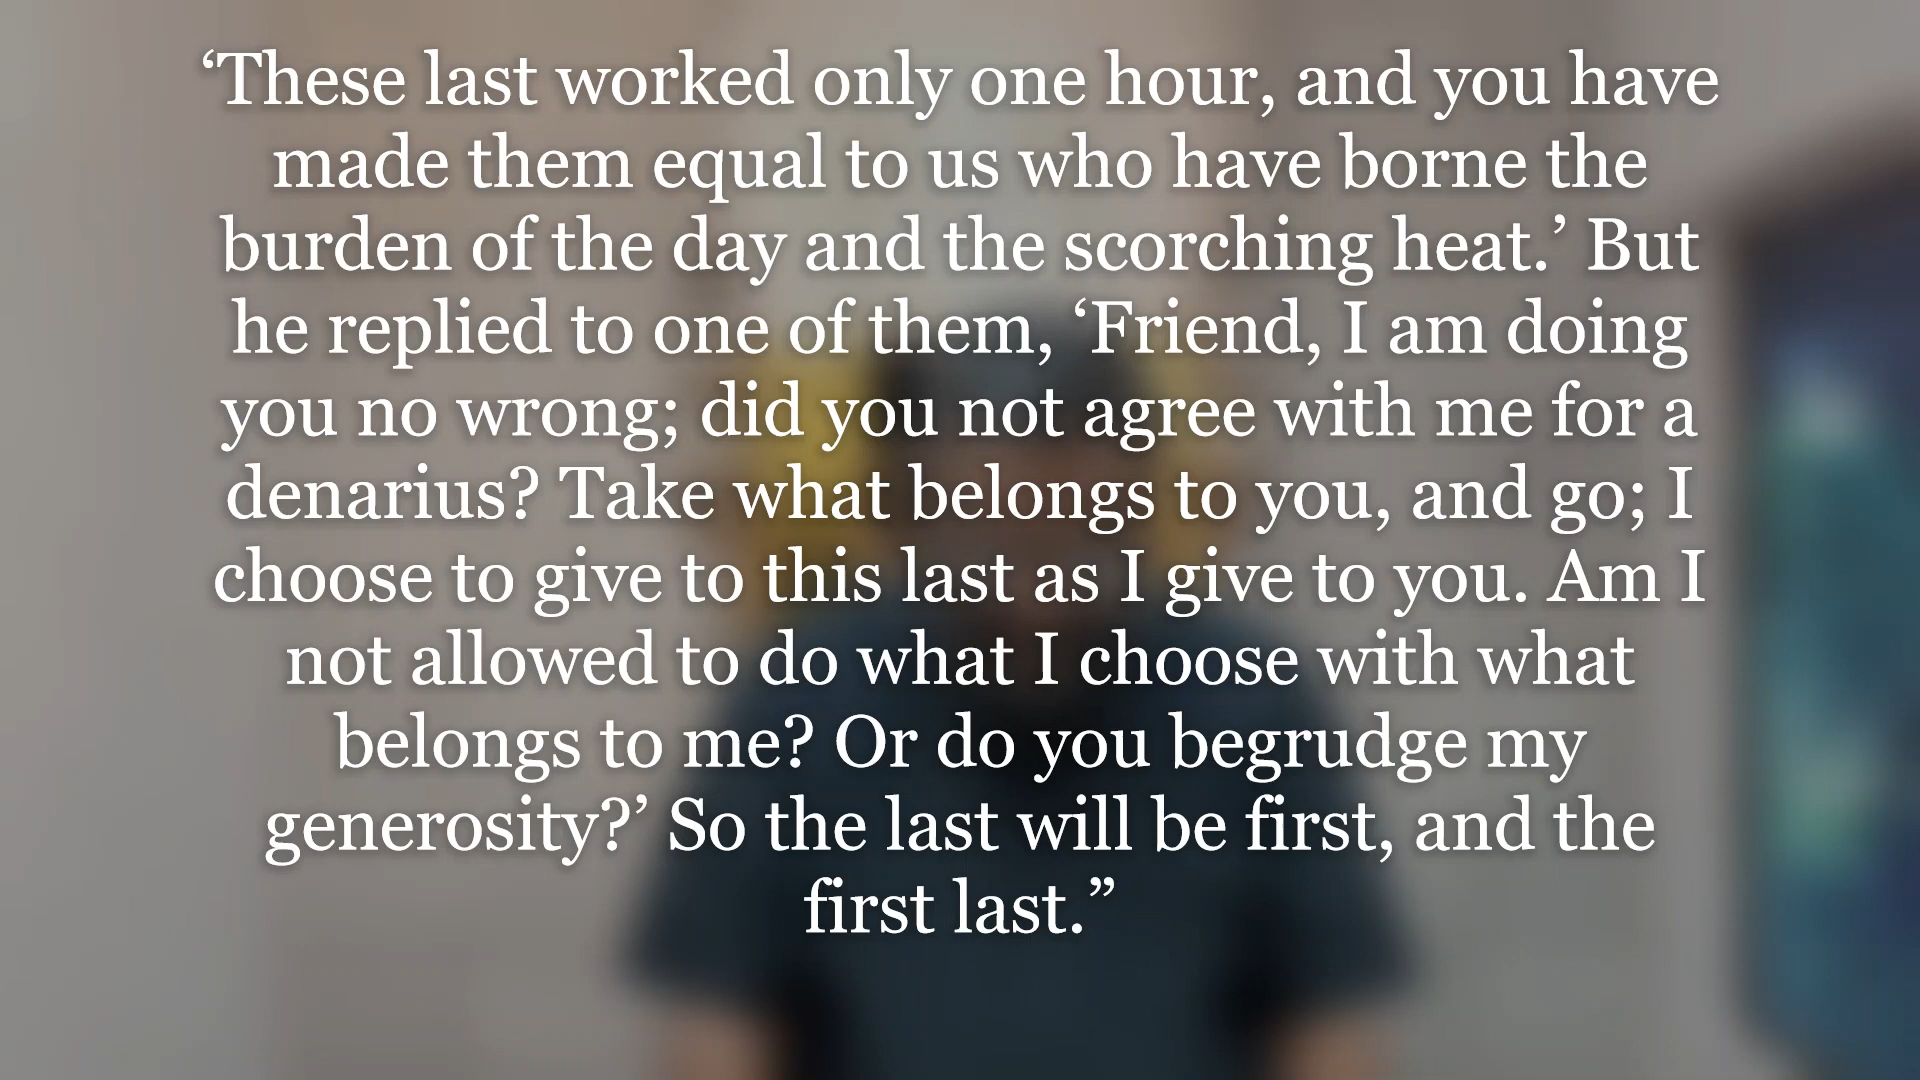 ‘These last worked only one hour, and you have
made them equal to us who have borne the
burden of the day and the scorching heat.’ But
he replied to one of them, ‘Friend, I am doing
you no wrong; did you not agree with me for a
denarius? Take what belongs to you, and go; I
choose to give to this last as I give to you. Am I
not allowed to do what I choose with what
belongs to me? Or do you begrudge my
generosity?’ So the last will be first, and the
first last.”